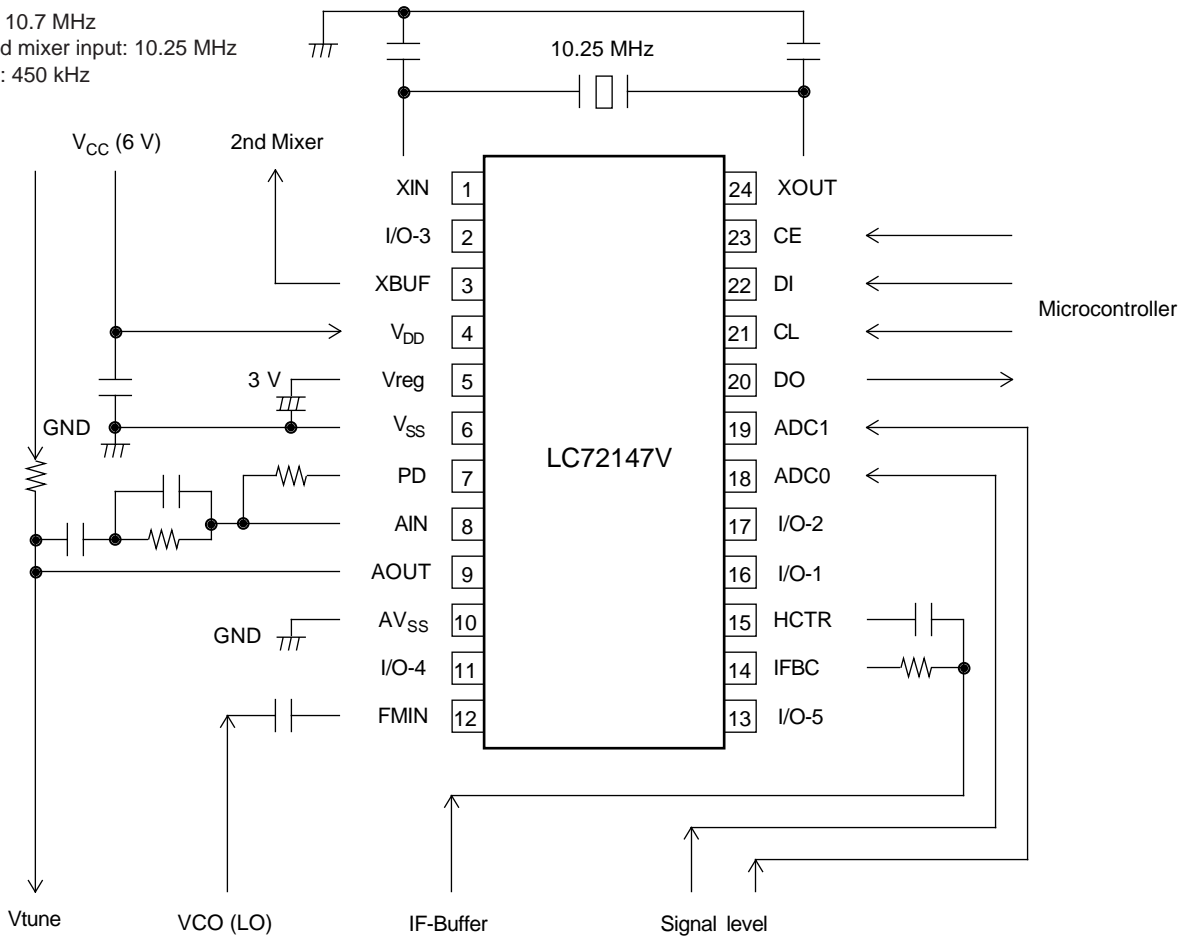 10.7 MHz
d mixer input: 10.25 MHz
: 450 kHz
10.25 MHz
VCC (6 V)
2nd Mixer
XIN 1
24 XOUT
I/O-3 2
23 CE
XBUF 3
22 DI
Microcontroller
VDD 4
21 CL
3 V
Vreg 5
20 DO
GND
VSS 6
19 ADC1
LC72147V
PD 7
18 ADC0
AIN 8
17 I/O-2
AOUT 9
16 I/O-1
GND
AVSS 10
15 HCTR
I/O-4 11
14 IFBC
FMIN 12
13 I/O-5
Vtune
VCO (LO)
IF-Buffer
Signal level